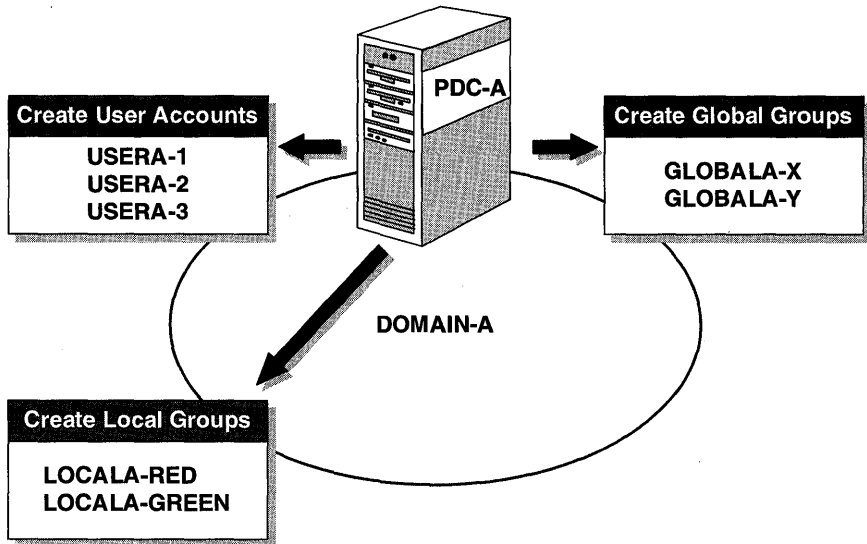 PDC-A
Create User Accounts
USERA-1
USERA-2
USERA-3
Create Global Groups
GLOBALA-X
GLOBALA-Y
DOMAIN-A
Create Local Groups
LOCALA-RED
LOCALA-GREEN